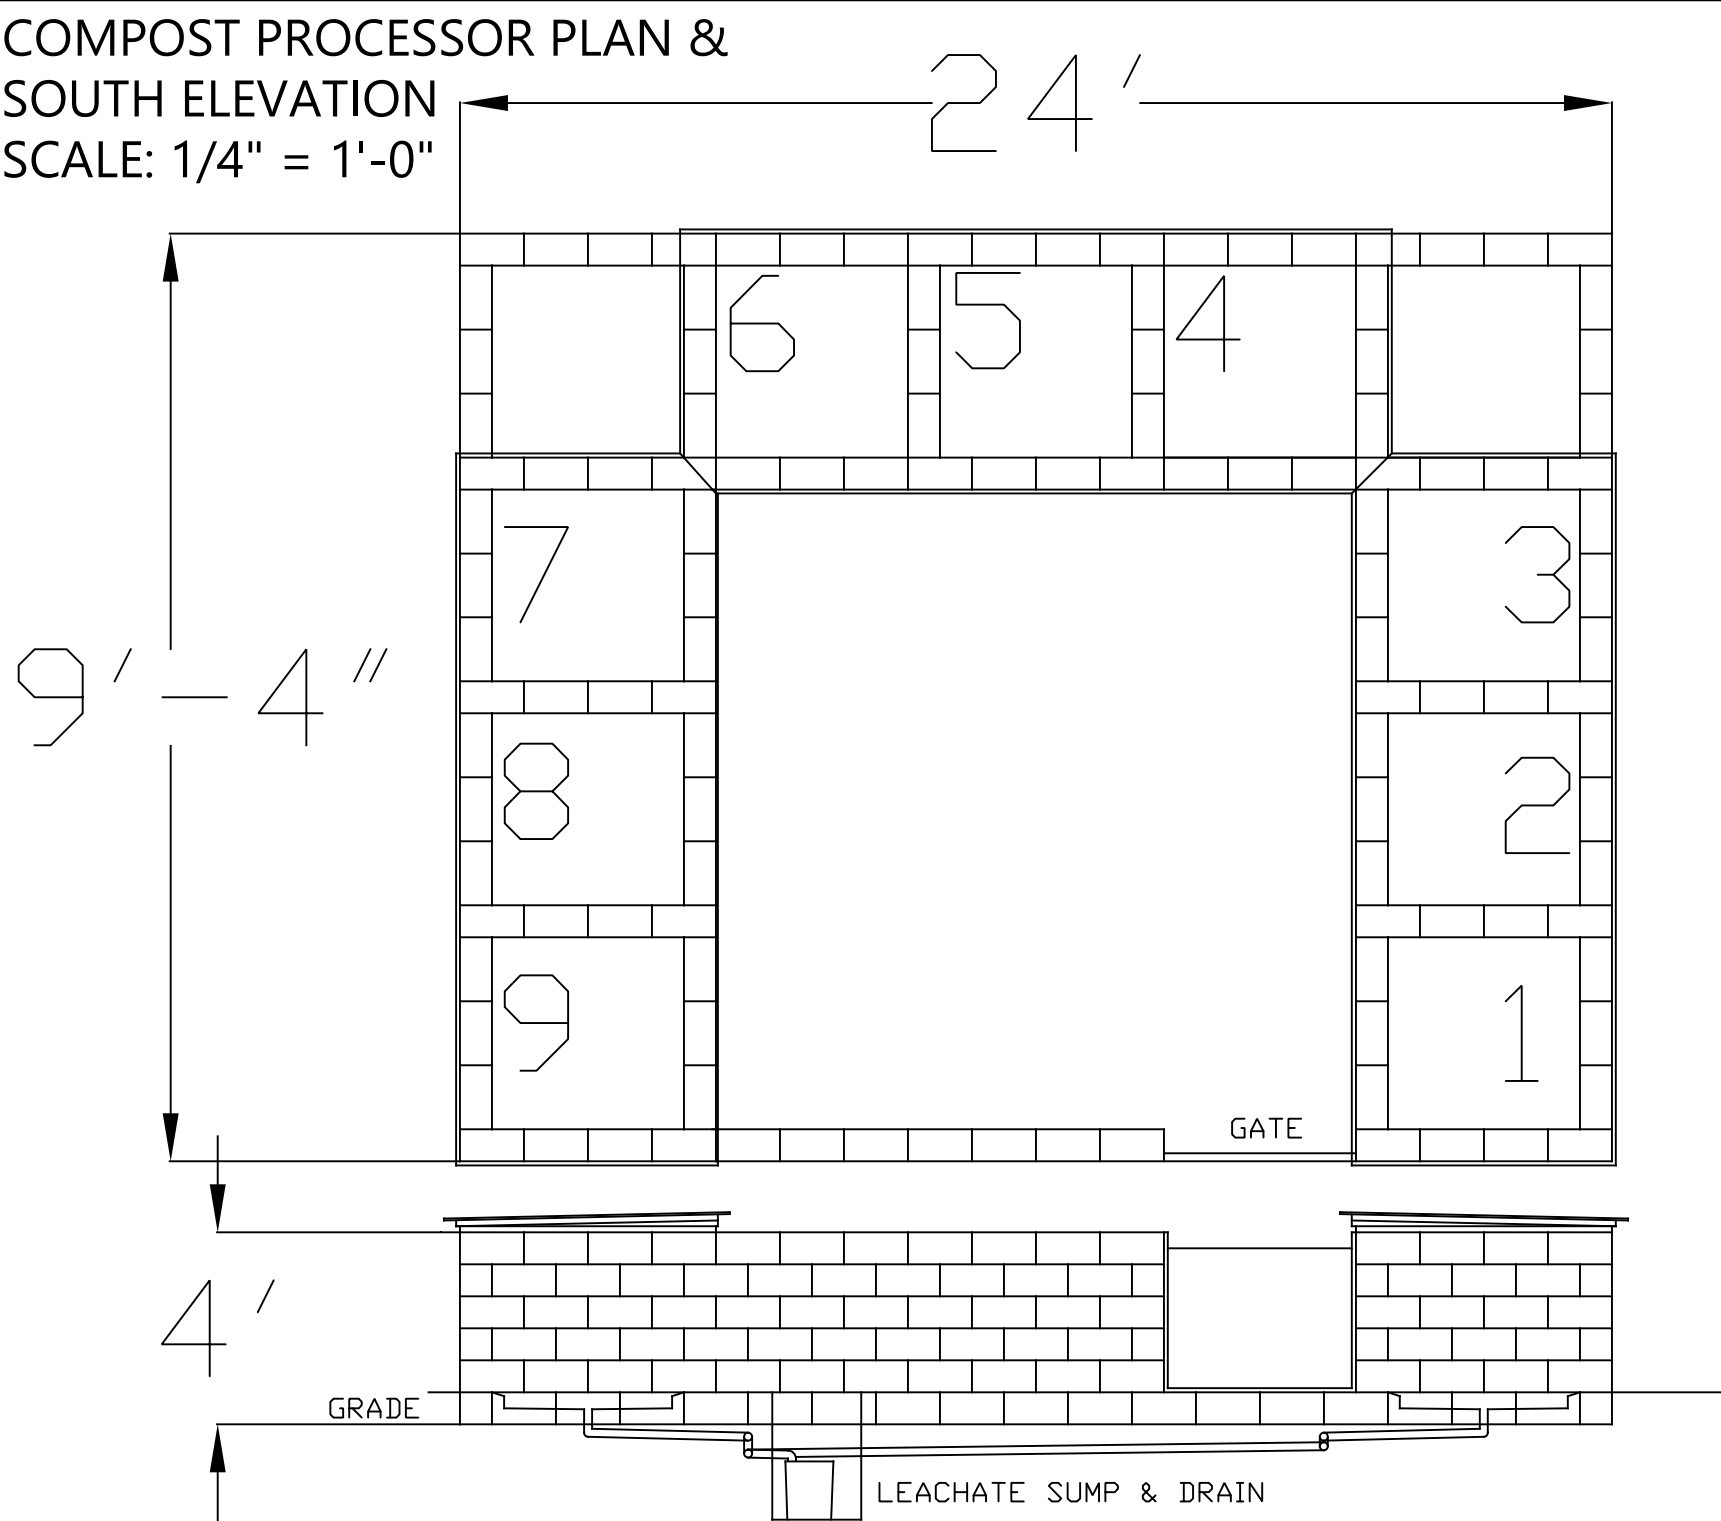 COMPOST PROCESSOR PLAN &
SOUTH ELEVATION
SCALE: 1/4" = 1'-0"
24'
6 5 4
7 3
9'-4"
8 2
9 1
GATE
4'
GRADE
LEACHATE SUMP & DRAIN